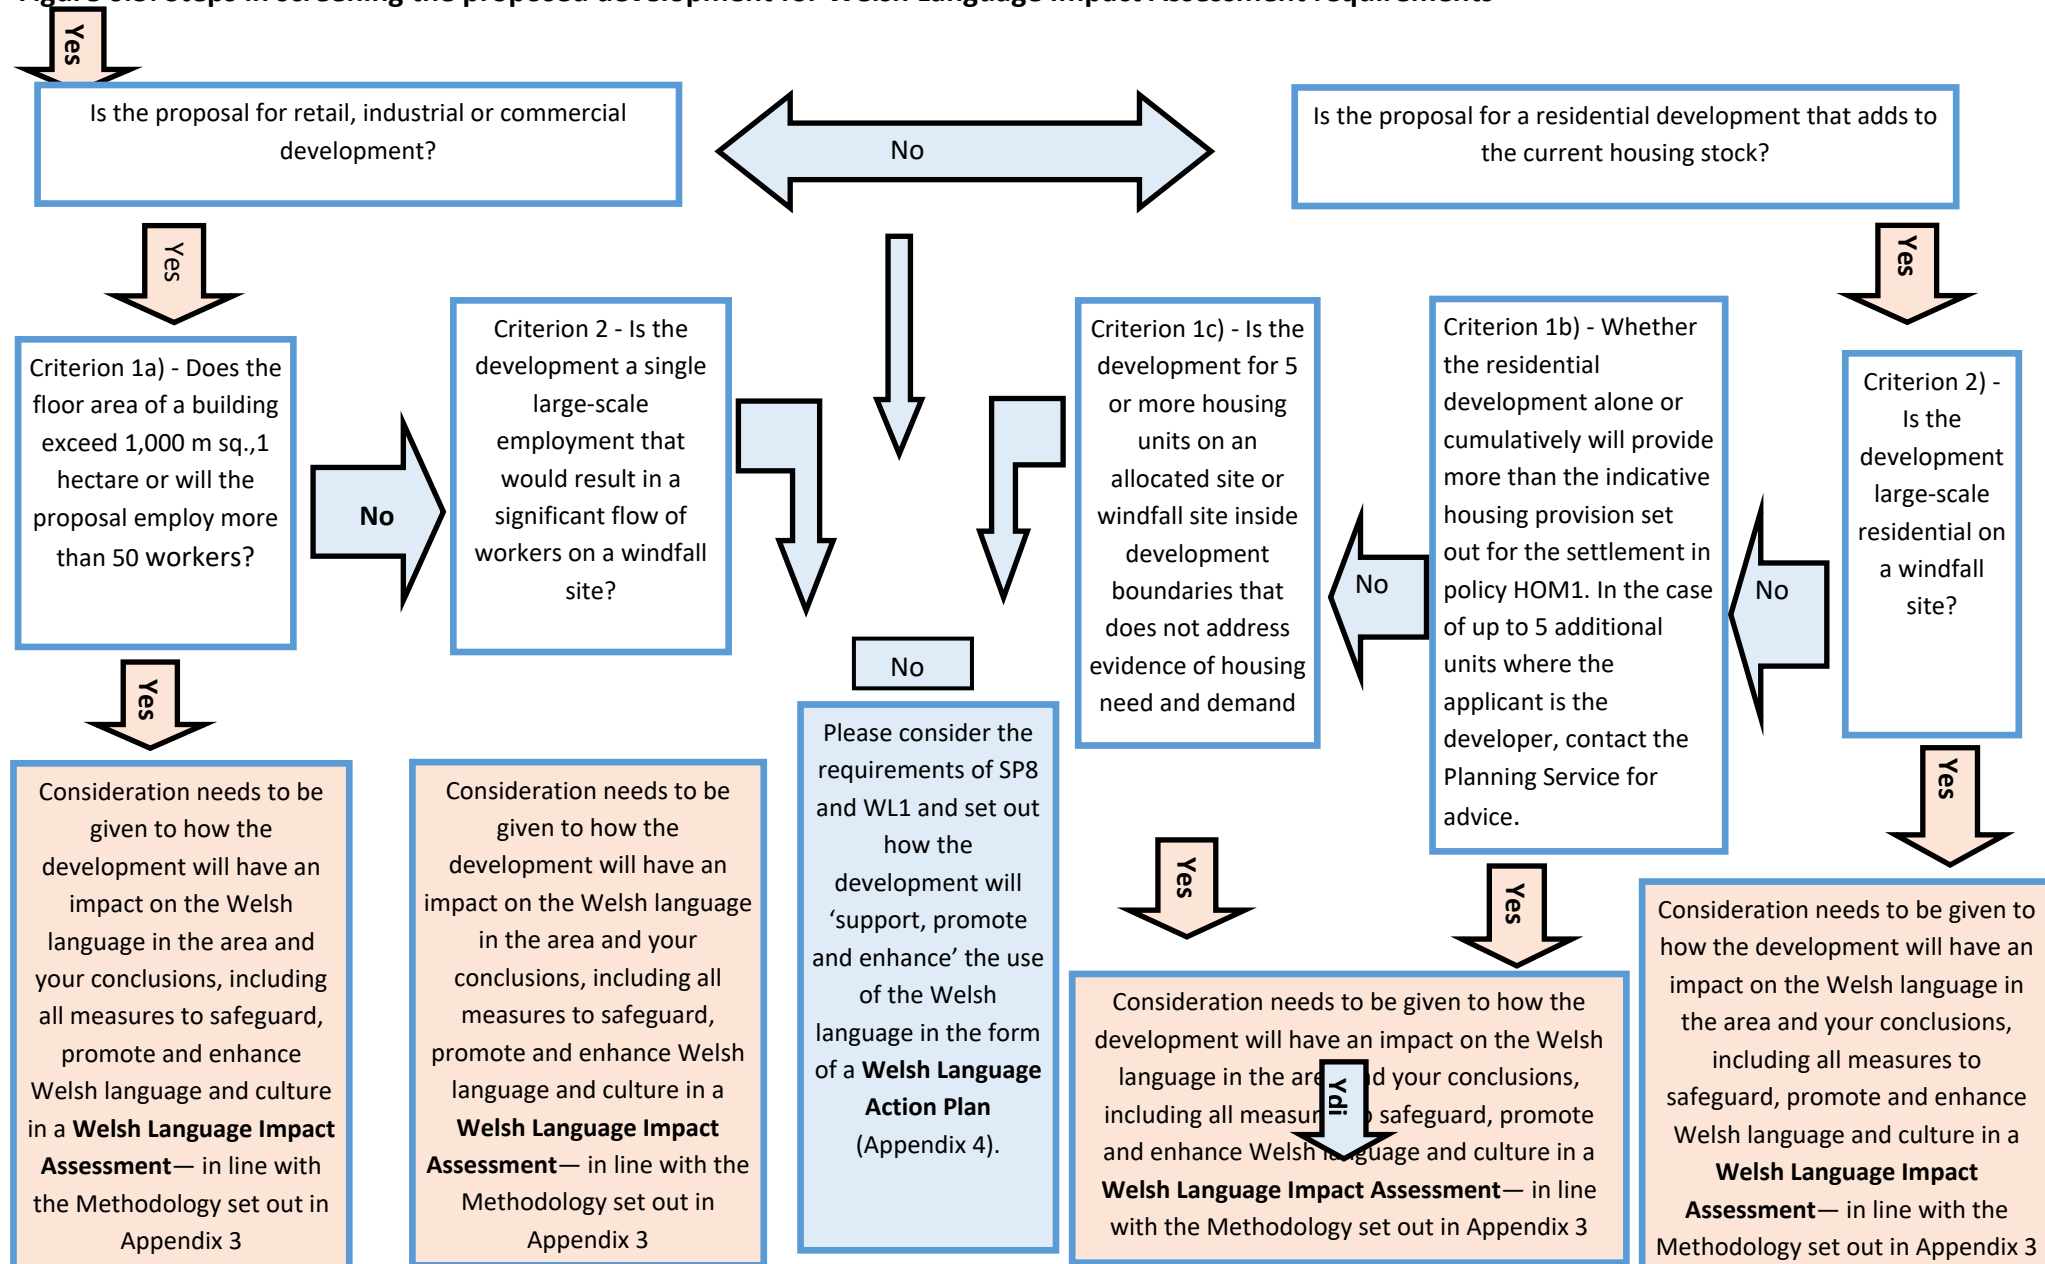 Yes
Is the proposal for retail, industrial or commercial
development?
No
Is the proposal for a residential development that adds to
the current housing stock?
Yes
Yes
Criterion 1a) - Does the
floor area of a building
exceed 1,000 m sq.,1
hectare or will the
proposal employ more
than 50 workers?
No
Criterion 2 - Is the
development a single
large-scale
employment that
would result in a
significant flow of
workers on a windfall
site?
Criterion 1c) - Is the
development for 5
or more housing
units on an
allocated site or
windfall site inside
development
boundaries that
does not address
evidence of housing
need and demand
No
Criterion 1b) - Whether
the residential
development alone or
cumulatively will provide
more than the indicative
housing provision set
out for the settlement in
policy HOM1. In the case
of up to 5 additional
units where the
applicant is the
developer, contact the
Planning Service for
advice.
No
Criterion 2) -
Is the
development
large-scale
residential on
a windfall
site?
Yes
No
Yes
Yes
Yes
Consideration needs to be
given to how the
development will have an
impact on the Welsh
language in the area and
your conclusions, including
all measures to safeguard,
promote and enhance
Welsh language and culture
in a Welsh Language Impact
Assessment— in line with
the Methodology set out in
Appendix 3
Consideration needs to be
given to how the
development will have an
impact on the Welsh language
in the area and your
conclusions, including all
measures to safeguard,
promote and enhance Welsh
language and culture in a
Welsh Language Impact
Assessment— in line with the
Methodology set out in
Appendix 3
Please consider the
requirements of SP8
and WL1 and set out
how the
development will
‘support, promote
and enhance’ the use
of the Welsh
language in the form
of a Welsh Language
Action Plan
(Appendix 4).
Consideration needs to be given to how the
development will have an impact on the Welsh
language in the your conclusions,
including all safeguard, promote
and enhance Welsh language and culture in a
Welsh Language Impact Assessment— in line
with the Methodology set out in Appendix 3
Ydi
Consideration needs to be given to
how the development will have an
impact on the Welsh language in
the area and your conclusions,
including all measures to
safeguard, promote and enhance
Welsh language and culture in a
Welsh Language Impact
Assessment— in line with the
Methodology set out in Appendix 3